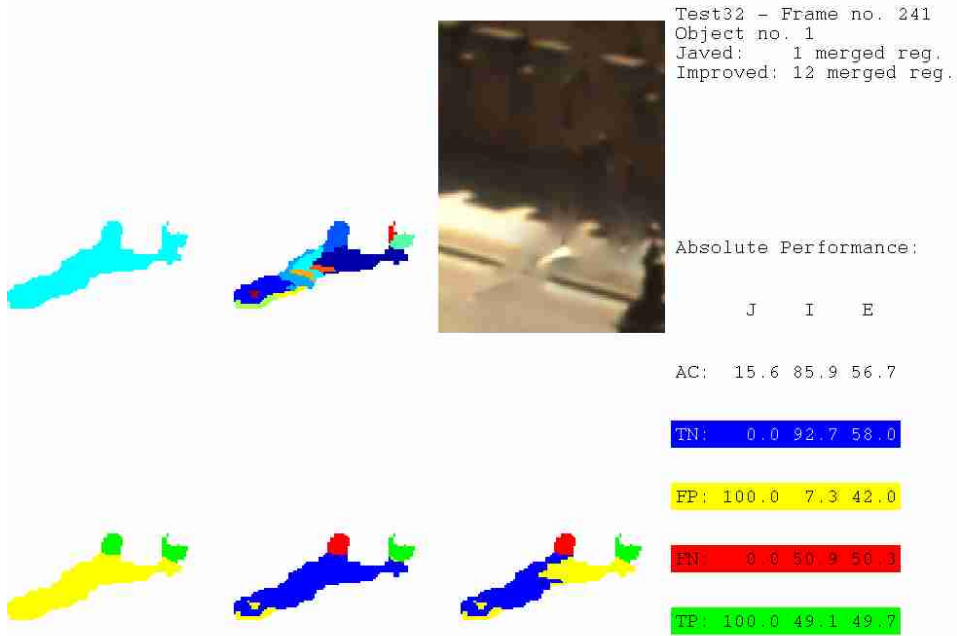 Test32 - Frame no. 241
Object no. 1
Javed: 1 merged reg.
Improved: 12 merged reg.
Absolute Performance:
J I E
AC: 15.6 85.9 56.7
TN: 0.0 92.7 58.0
FP: 100.0 7.3 42.0
FN: 0.0 50.9 50.3
TP: 100.0 49.1 49.7